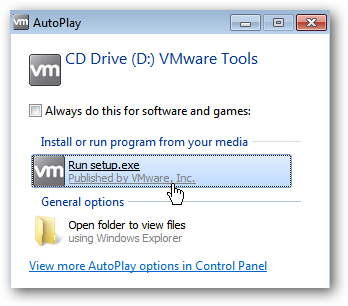 vm AutoPlay
vm CD Drive (D:) VMware Tools
Always do this for software and games:
Install or run program from your media
vm Run setup.exe
Published by VMware, Inc.
General options
Open folder to view files
using Windows Explorer
View more AutoPlay options in Control Panel